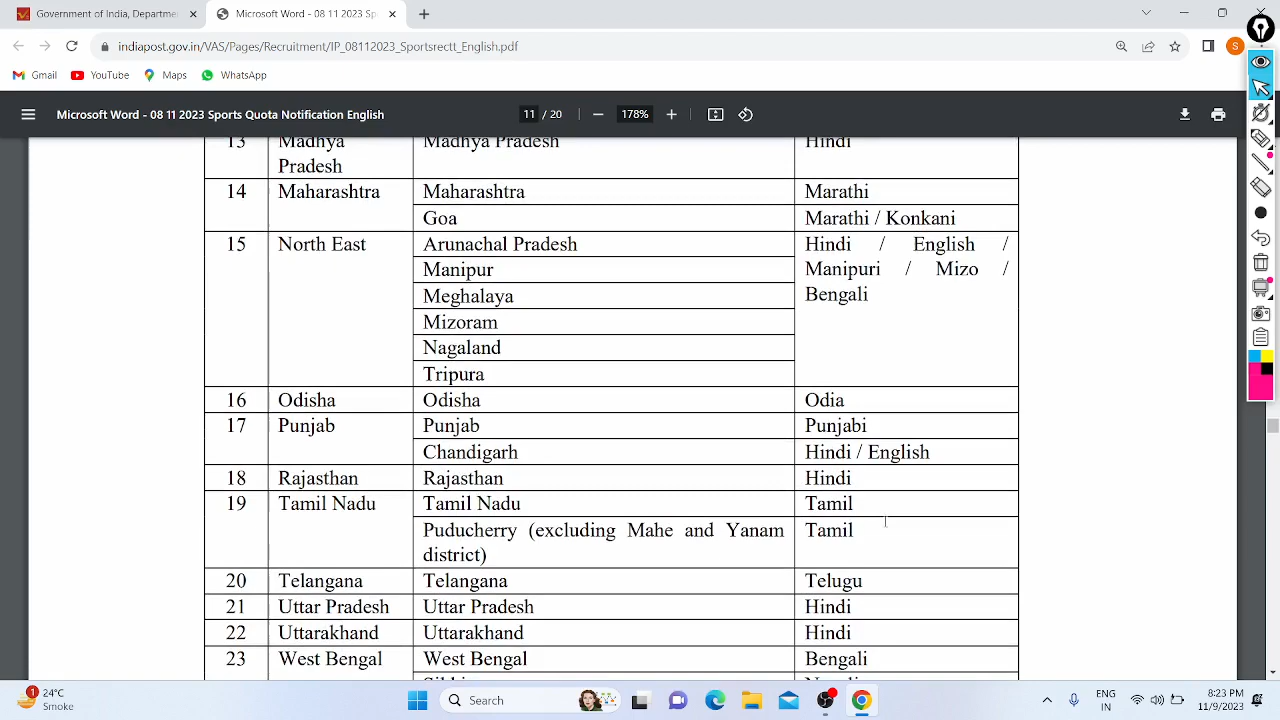 Government of India, Departmen
Microsoft Word - 08 11 2023 Sp
indiapost.gov.in/VAS/Pages/Recruitment/IP_08112023_Sportsrectt_English.pdf
S
Gmail
YouTube
Maps
WhatsApp
Microsoft Word - 08 11 2023 Sports Quota Notification English
11 / 20
178%
13 Madhya Madhya Pradesh Hindi
Pradesh
14 Maharashtra Maharashtra Marathi
Goa Marathi / Konkani
15 North East Arunachal Pradesh Hindi / English /
Manipur Manipuri / Mizo /
Meghalaya Bengali
Mizoram
Nagaland
Tripura
16 Odisha Odisha Odia
17 Punjab Punjab Punjabi
Chandigarh Hindi / English
18 Rajasthan Rajasthan Hindi
19 Tamil Nadu Tamil Nadu Tamil
Puducherry (excluding Mahe and Yanam Tamil
district)
20 Telangana Telangana Telugu
21 Uttar Pradesh Uttar Pradesh Hindi
22 Uttarakhand Uttarakhand Hindi
23 West Bengal West Bengal Bengali
1
24°C
Smoke
Search
ENG
IN
8:23 PM
11/9/2023